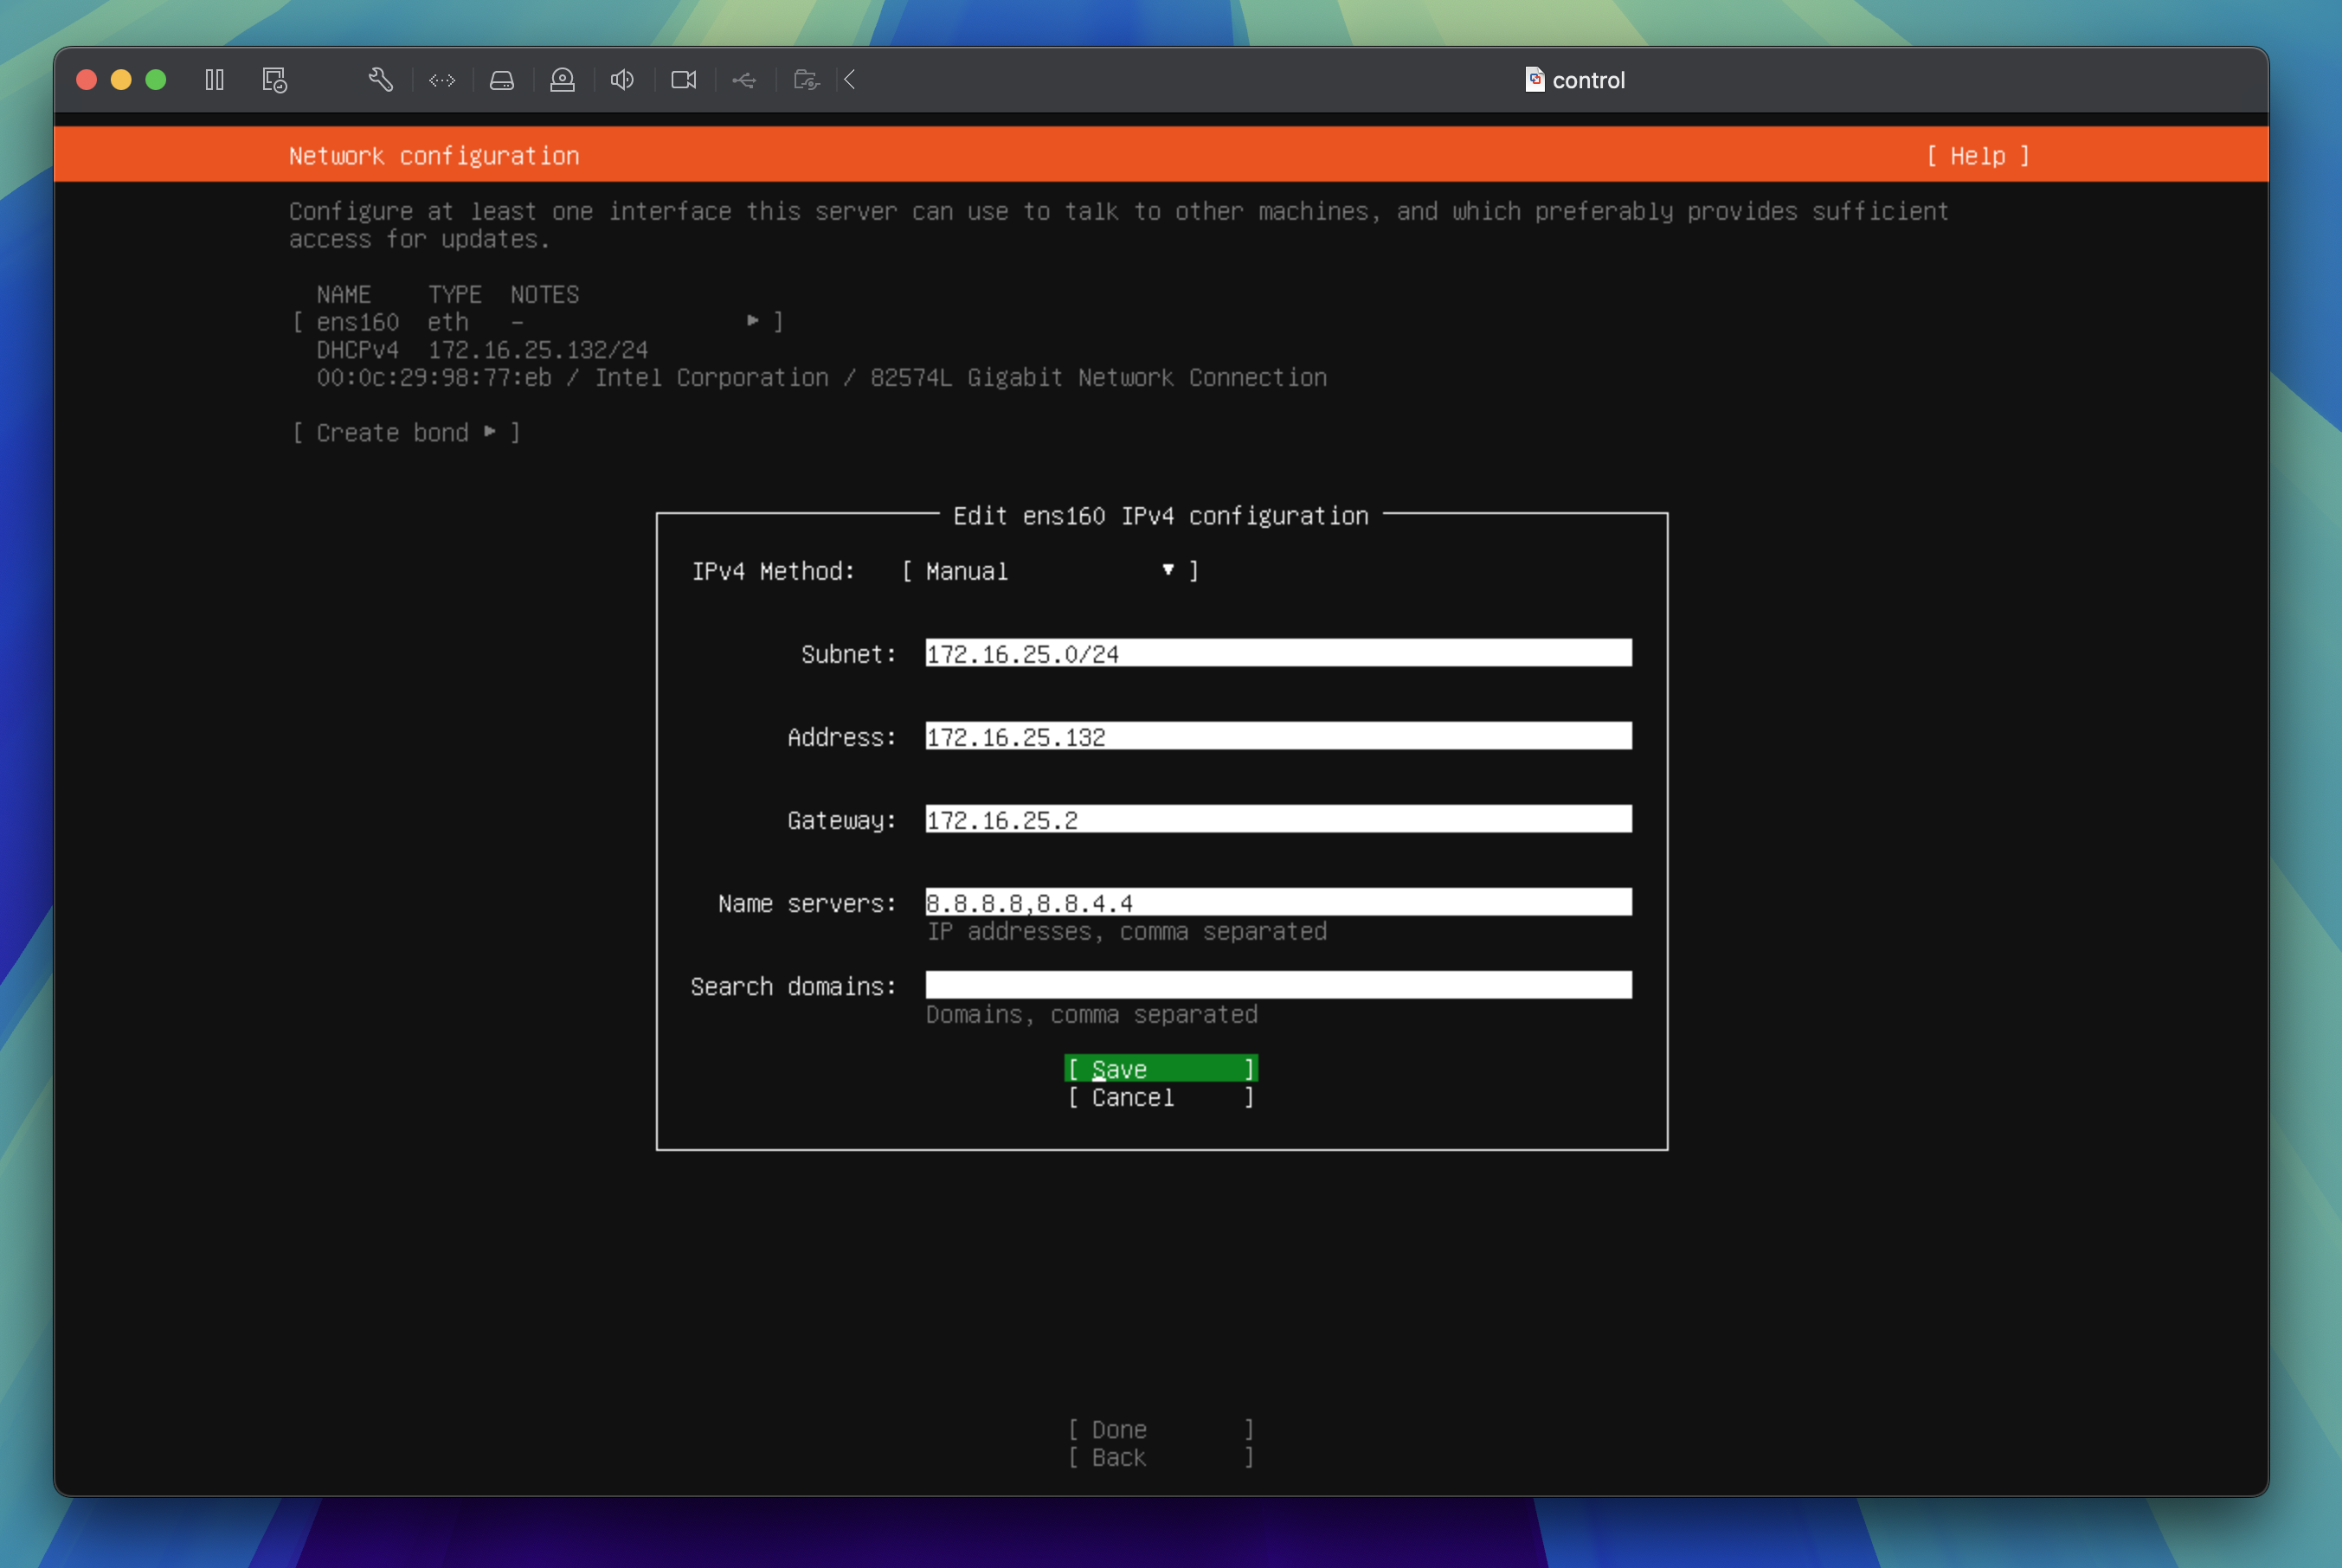 control
Network configuration [ Help ]
Configure at least one interface this server can use to talk to other machines, and which preferably provides sufficient
access for updates.
NAME TYPE NOTES
[ ens160 eth – ▸ ]
DHCPv4 172.16.25.132/24
00:0c:29:98:77:eb / Intel Corporation / 82574L Gigabit Network Connection
[ Create bond ▸ ]
Edit ens160 IPv4 configuration
IPv4 Method: [ Manual ▾ ]
Subnet: 172.16.25.0/24
Address: 172.16.25.132
Gateway: 172.16.25.2
Name servers: 8.8.8.8,8.8.4.4
IP addresses, comma separated
Search domains:
Domains, comma separated
[ Save ]
[ Cancel ]
[ Done ]
[ Back ]